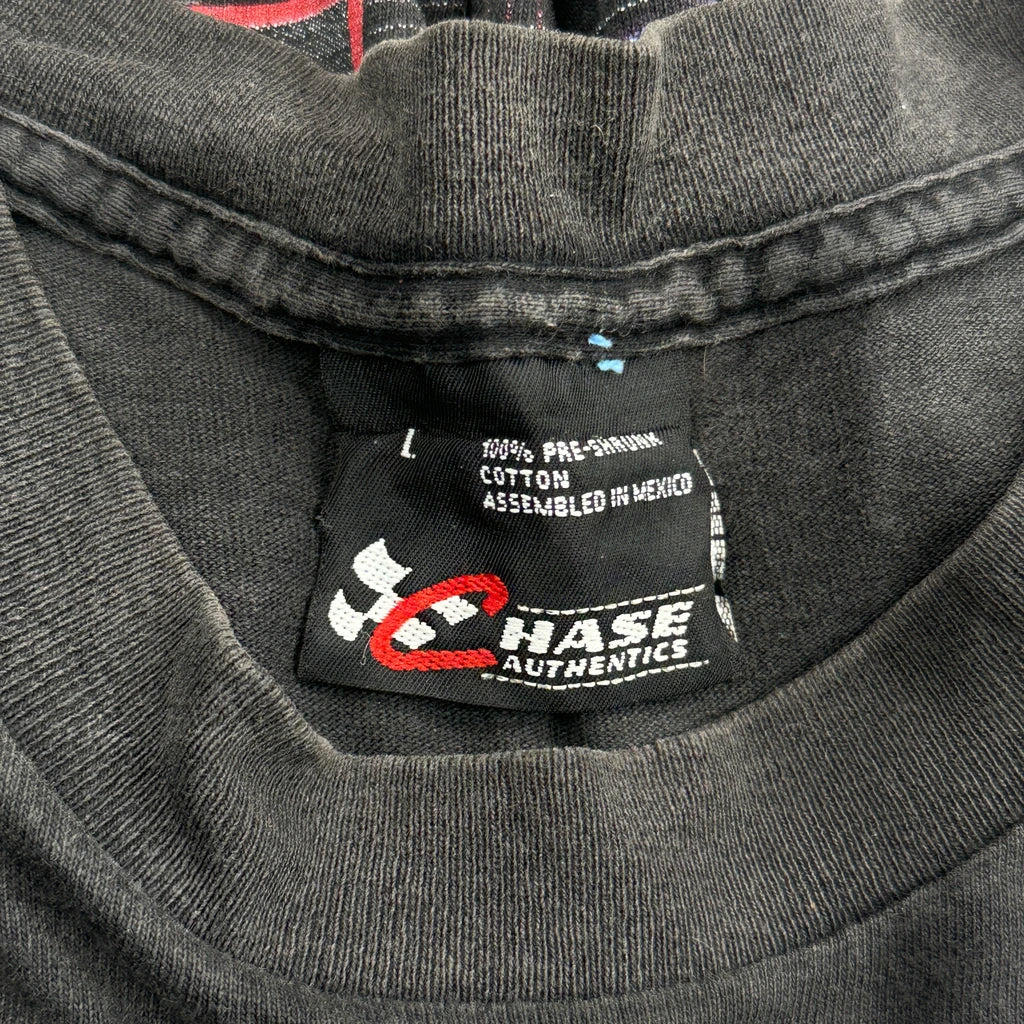 L
100% PRE-SHRUNK
COTTON
ASSEMBLED IN MEXICO
CHASE
AUTHENTICS